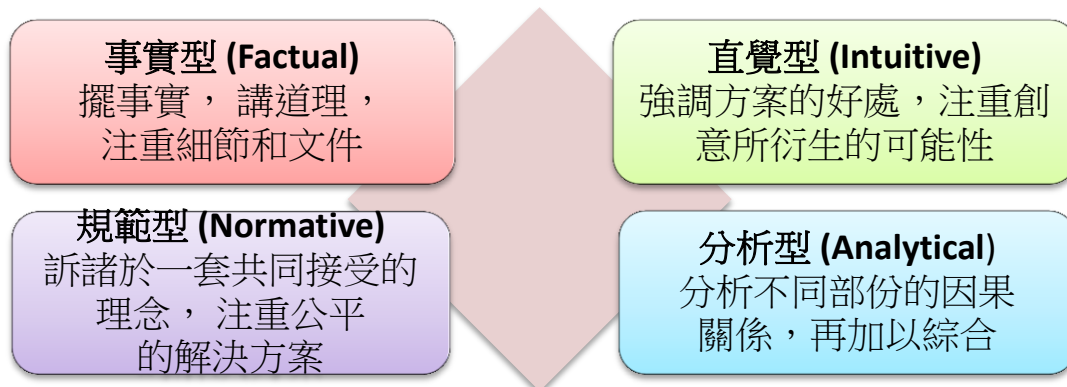 事實型 (Factual)
擺事實， 講道理，
注重細節和文件
直覺型 (Intuitive)
強調方案的好處，注重創
意所衍生的可能性
規範型 (Normative)
訴諸於一套共同接受的
理念， 注重公平
的解決方案
分析型 (Analytical)
分析不同部份的因果
關係，再加以綜合